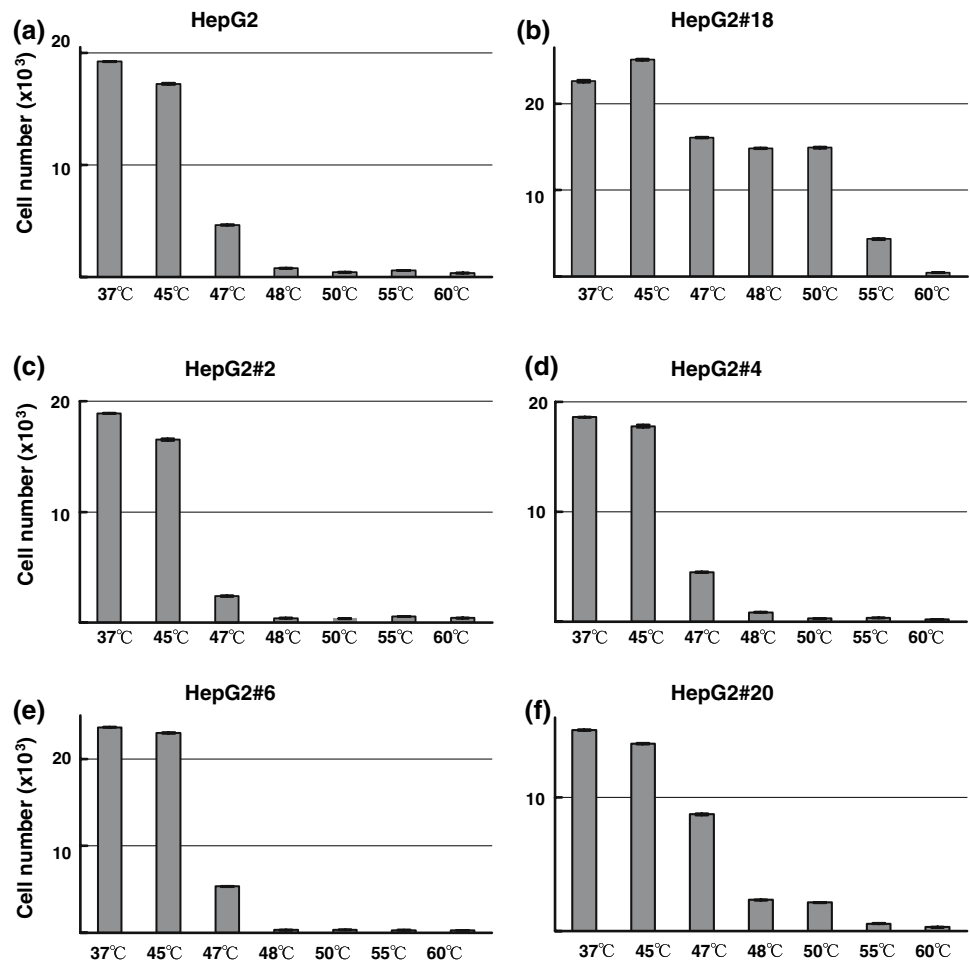 (a) HepG2
Cell number (x10³)
20
10
37℃ 45℃ 47℃ 48℃ 50℃ 55℃ 60℃
(b) HepG2#18
20
10
37℃ 45℃ 47℃ 48℃ 50℃ 55℃ 60℃
(c) HepG2#2
Cell number (x10³)
20
10
37℃ 45℃ 47℃ 48℃ 50℃ 55℃ 60℃
(d) HepG2#4
20
10
37℃ 45℃ 47℃ 48℃ 50℃ 55℃ 60℃
(e) HepG2#6
Cell number (x10³)
20
10
37℃ 45℃ 47℃ 48℃ 50℃ 55℃ 60℃
(f) HepG2#20
10
37℃ 45℃ 47℃ 48℃ 50℃ 55℃ 60℃